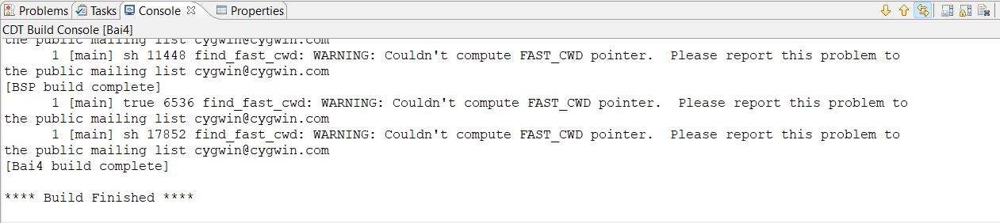 Problems Tasks Console Properties
CDT Build Console [Bai4]
the public mailing list cygwin@cygwin.com
1 [main] sh 11448 find_fast_cwd: WARNING: Couldn't compute FAST_CWD pointer.  Please report this problem to
the public mailing list cygwin@cygwin.com
[BSP build complete]
1 [main] true 6536 find_fast_cwd: WARNING: Couldn't compute FAST_CWD pointer.  Please report this problem to
the public mailing list cygwin@cygwin.com
1 [main] sh 17852 find_fast_cwd: WARNING: Couldn't compute FAST_CWD pointer.  Please report this problem to
the public mailing list cygwin@cygwin.com
[Bai4 build complete]
**** Build Finished ****